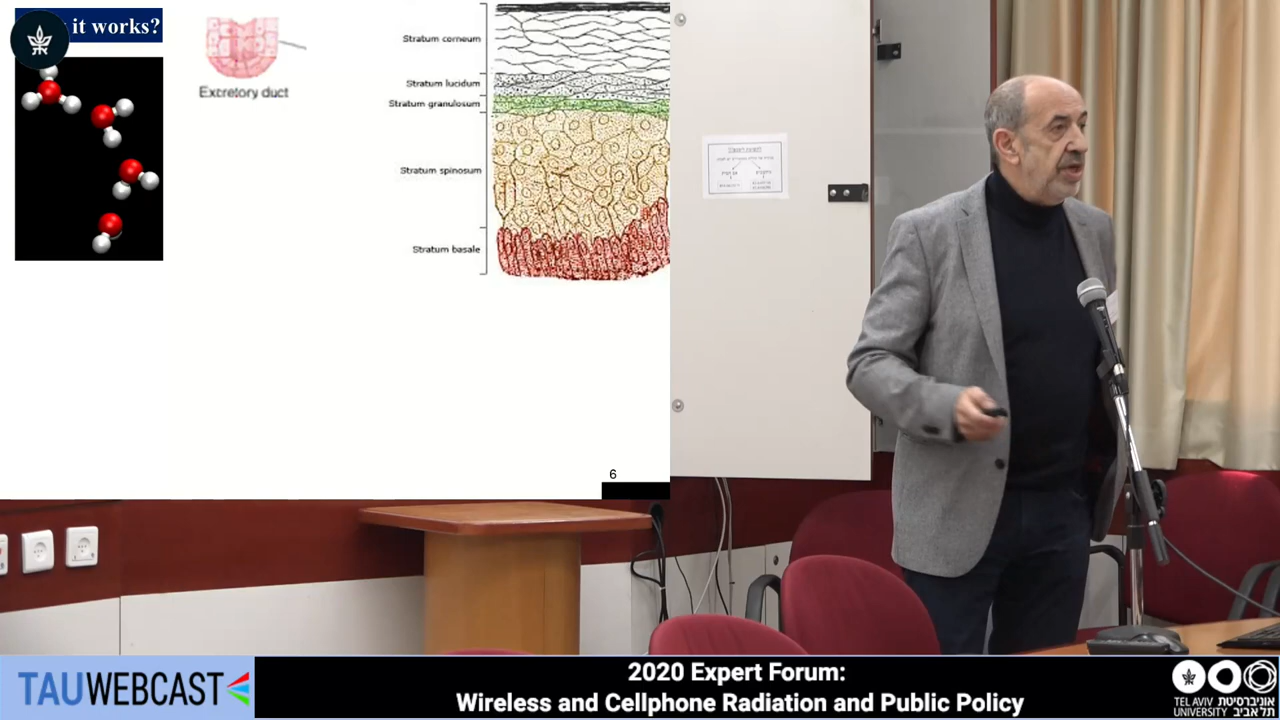 it works?
Excretory duct
Stratum corneum
Stratum lucidum
Stratum granulosum
Stratum spinosum
Stratum basale
6
TAUWEBCAST
2020 Expert Forum:
Wireless and Cellphone Radiation and Public Policy
TEL AVIV אוניברסיטת
UNIVERSITY תל אביב